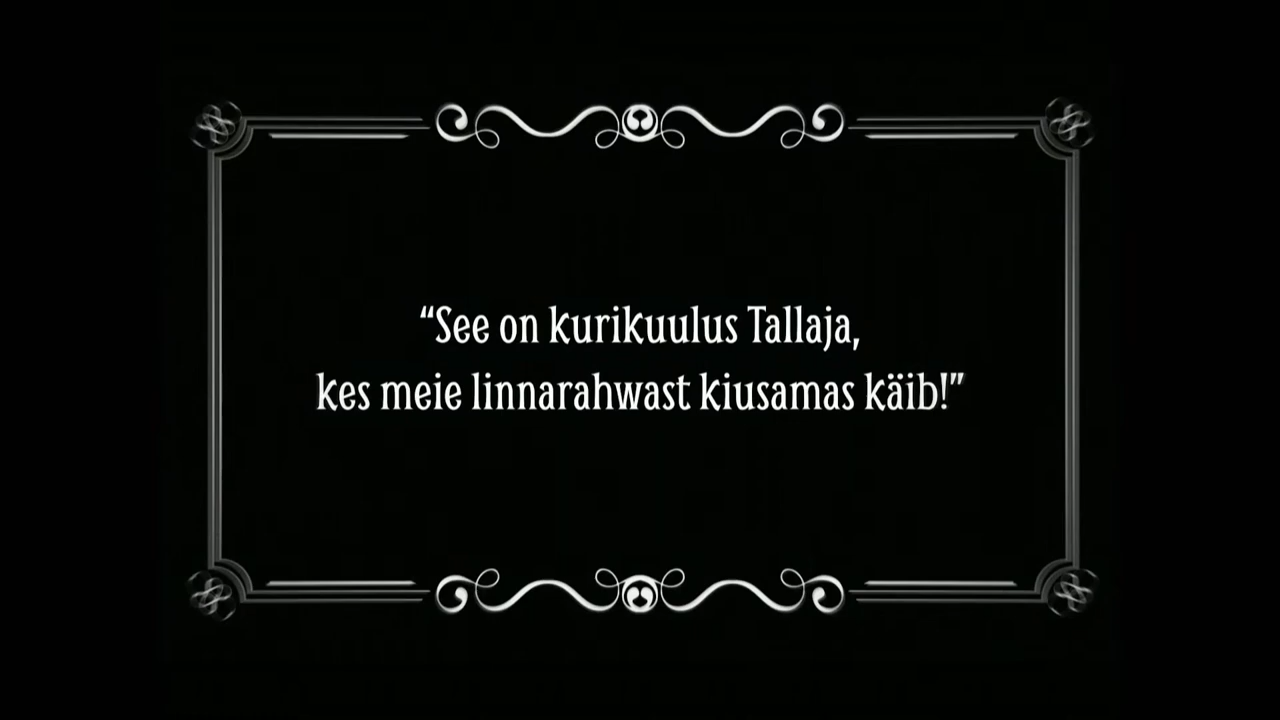 “See on kurikuulus Tallaja,
kes meie linnarahwast kiusamas käib!”